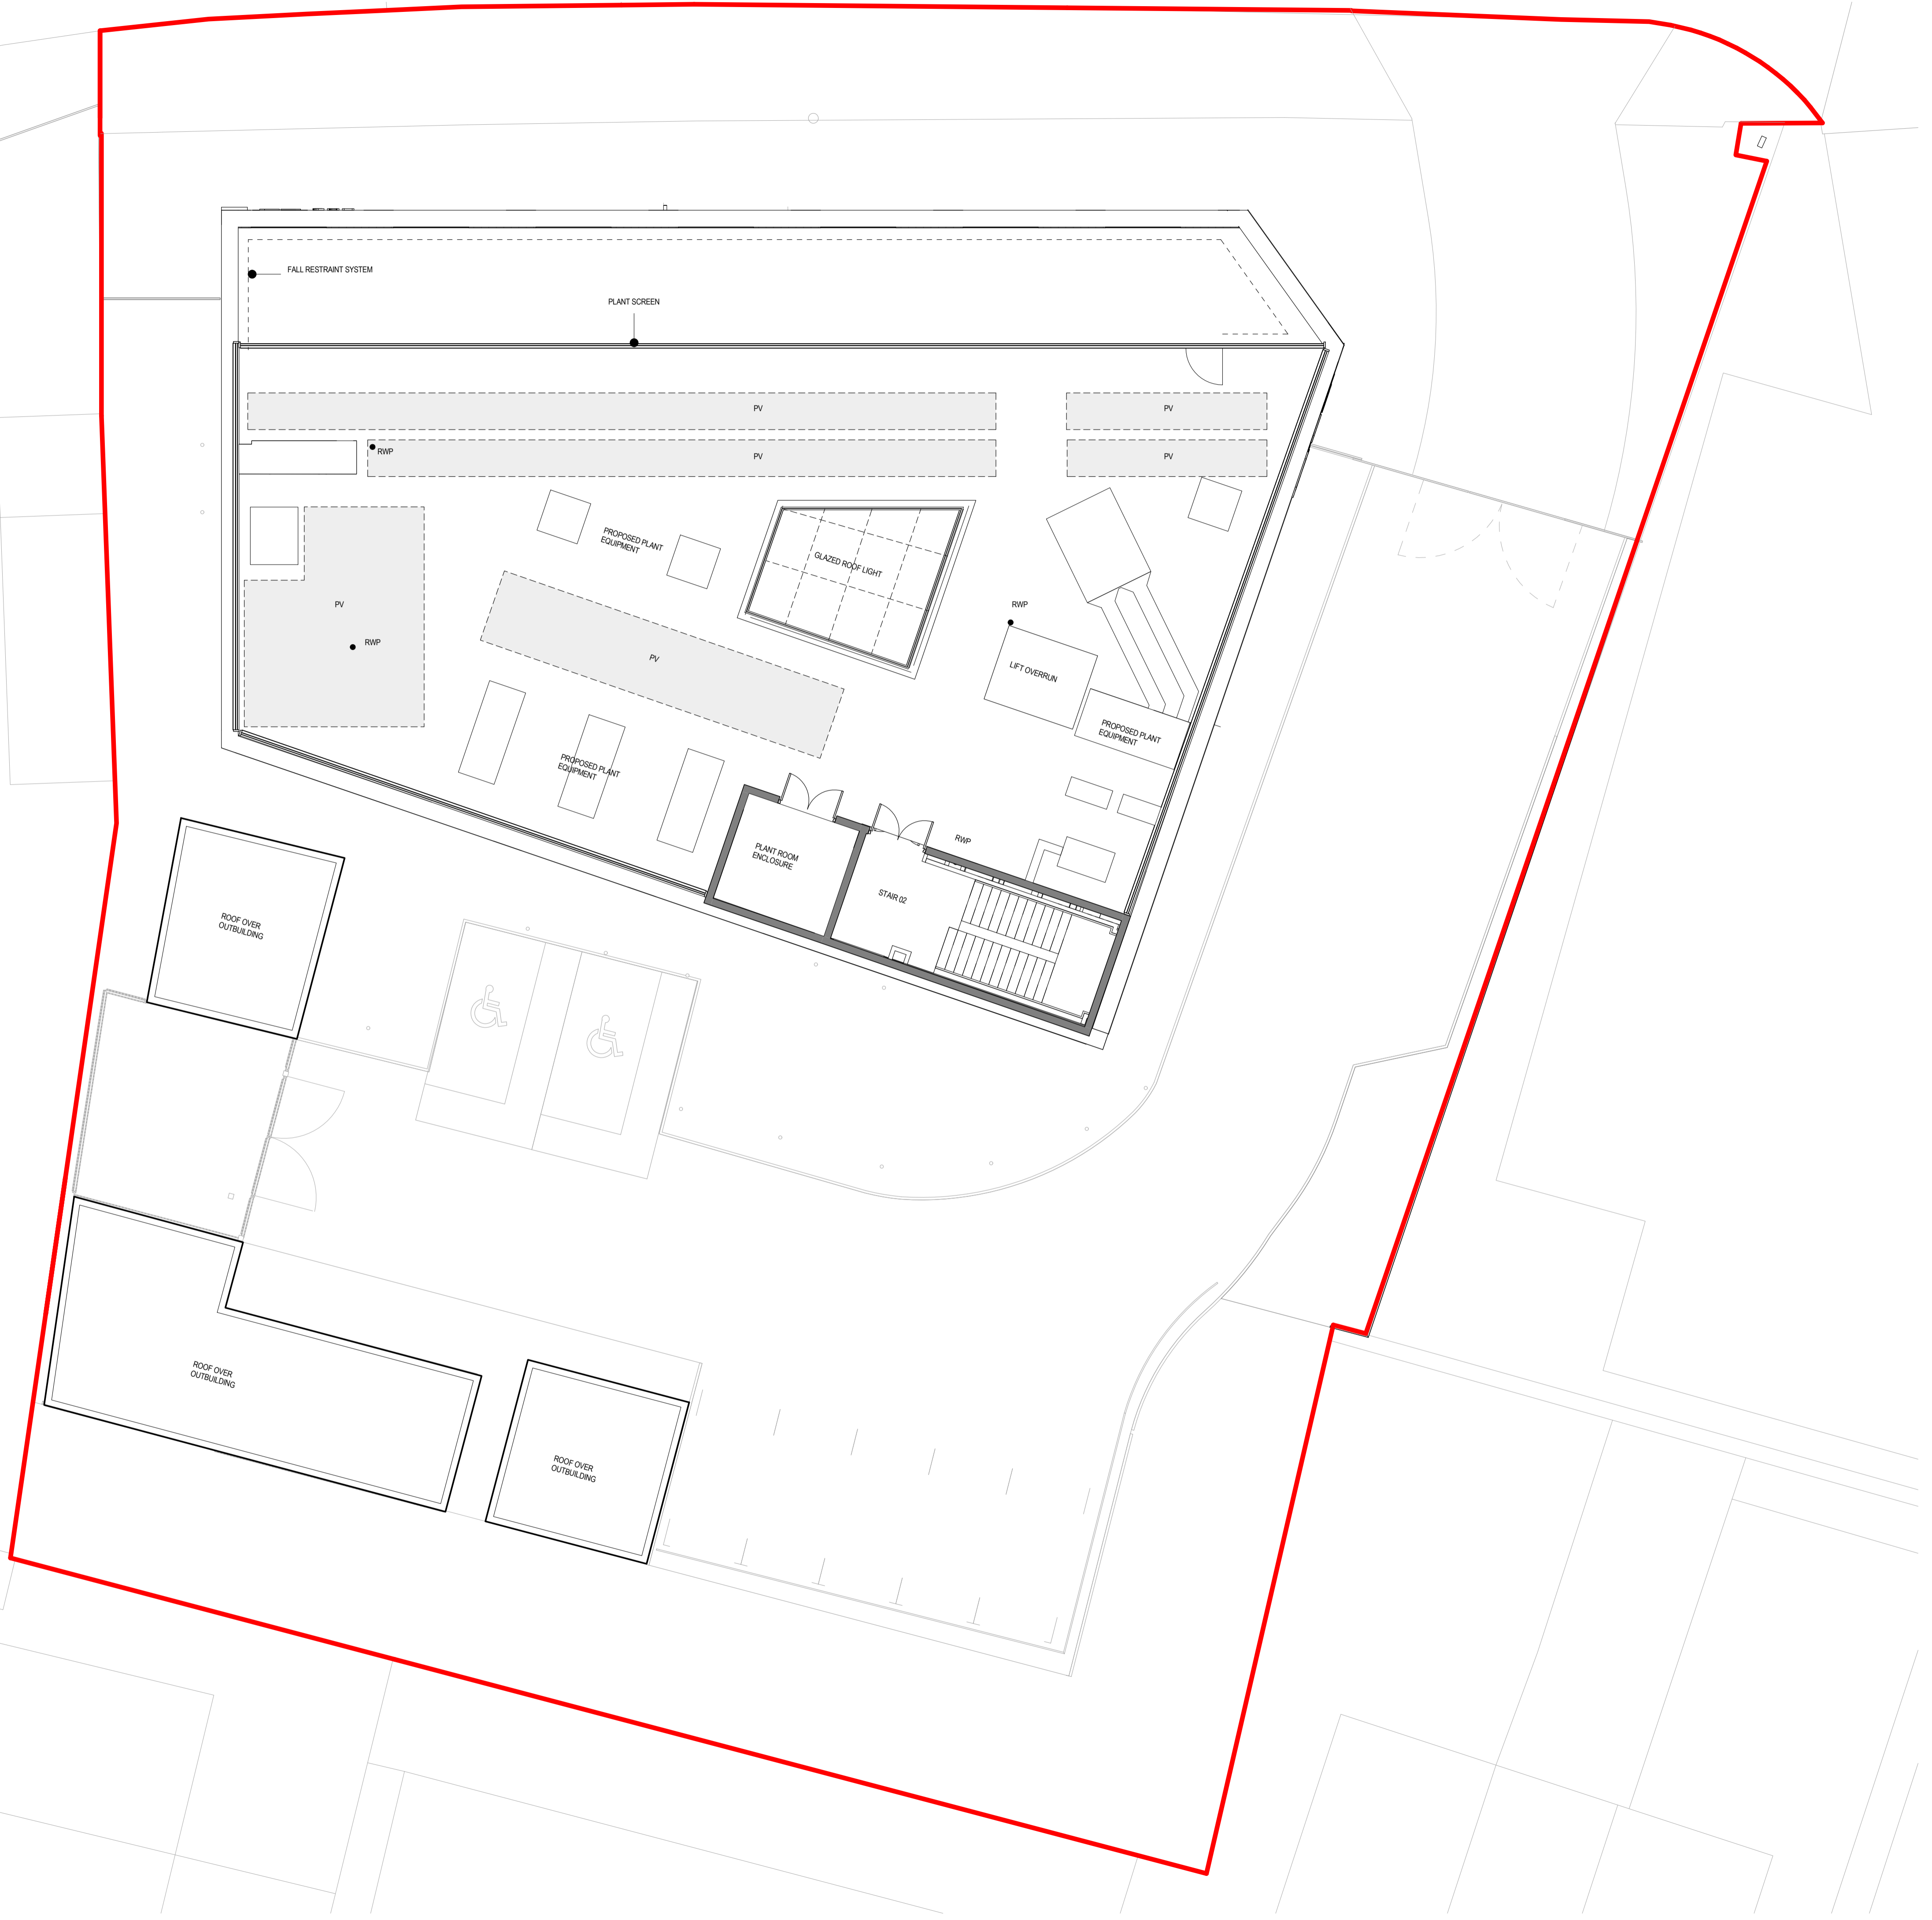 FALL RESTRAINT SYSTEM
PLANT SCREEN
PV
PV
RWP
PV
PV
PROPOSED PLANT
EQUIPMENT
GLAZED ROOF LIGHT
PV
RWP
RWP
PV
LIFT OVERRUN
PROPOSED PLANT
EQUIPMENT
PROPOSED PLANT
EQUIPMENT
RWP
PLANT ROOM
ENCLOSURE
STAIR 02
ROOF OVER
OUTBUILDING
ROOF OVER
OUTBUILDING
ROOF OVER
OUTBUILDING